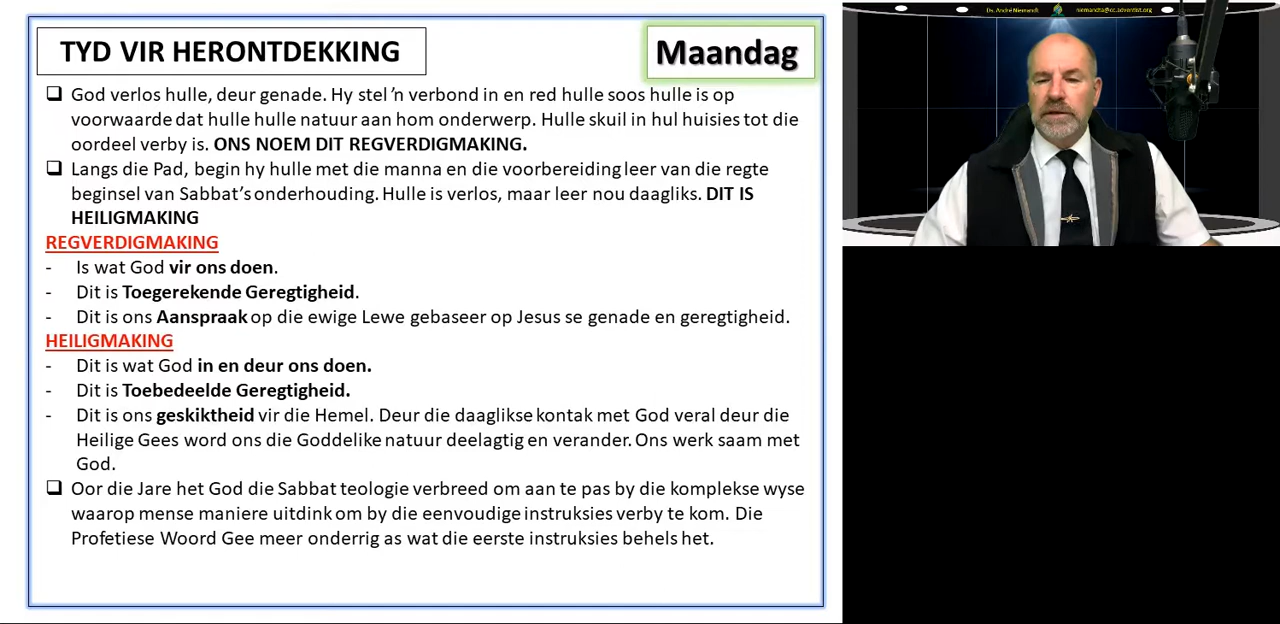 Ds. André Niemandt niemandta@cc.adventist.org
TYD VIR HERONTDEKKING
Maandag
❑ God verlos hulle, deur genade. Hy stel 'n verbond in en red hulle soos hulle is op
voorwaarde dat hulle hulle natuur aan hom onderwerp. Hulle skuil in hul huisies tot die
oordeel verby is. ONS NOEM DIT REGVERDIGMAKING.
❑ Langs die Pad, begin hy hulle met die manna en die voorbereiding leer van die regte
beginsel van Sabbat's onderhouding. Hulle is verlos, maar leer nou daagliks. DIT IS
HEILIGMAKING
REGVERDIGMAKING
- Is wat God vir ons doen.
- Dit is Toegerekende Geregtigheid.
- Dit is ons Aanspraak op die ewige Lewe gebaseer op Jesus se genade en geregtigheid.
HEILIGMAKING
- Dit is wat God in en deur ons doen.
- Dit is Toebedeelde Geregtigheid.
- Dit is ons geskiktheid vir die Hemel. Deur die daaglikse kontak met God veral deur die
Heilige Gees word ons die Goddelike natuur deelagtig en verander. Ons werk saam met
God.
❑ Oor die Jare het God die Sabbat teologie verbreed om aan te pas by die komplekse wyse
waarop mense maniere uitdink om by die eenvoudige instruksies verby te kom. Die
Profetiese Woord Gee meer onderrig as wat die eerste instruksies behels het.